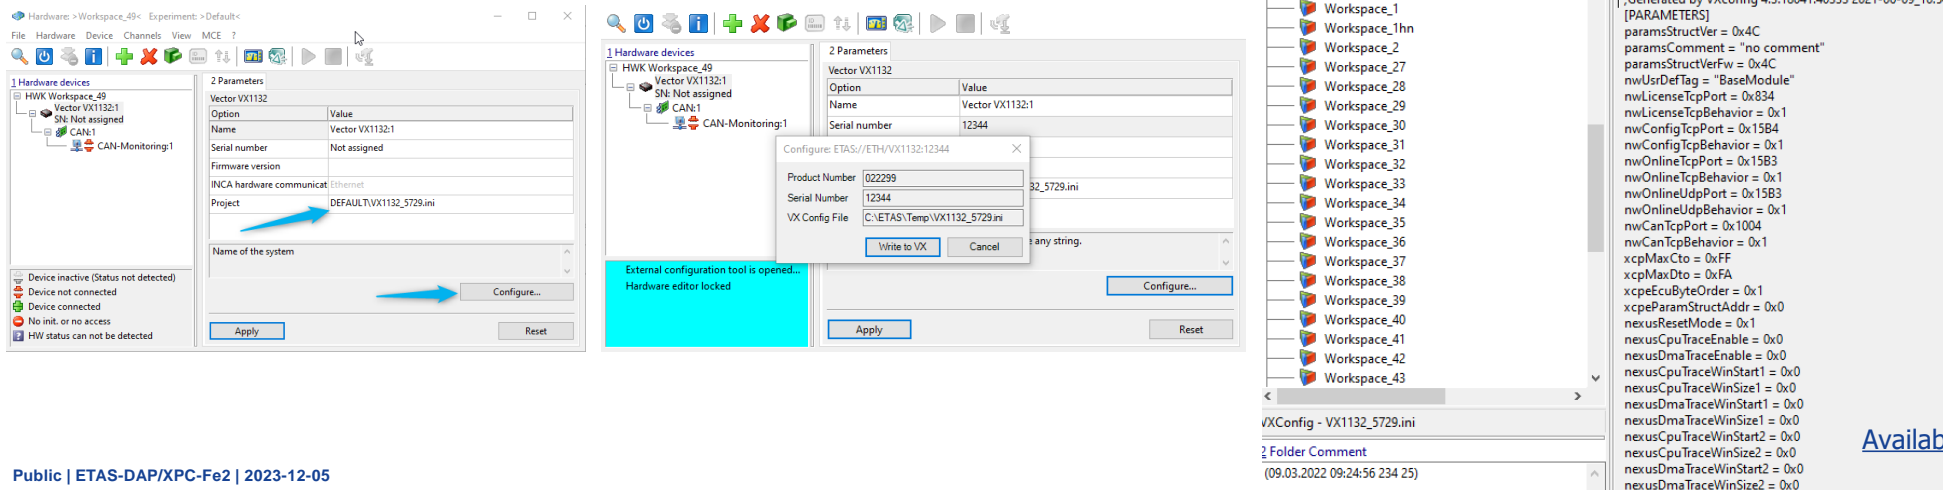 Hardware: >Workspace_49< Experiment: >Default<
File Hardware Device Channels View MCE ?
1 Hardware devices
HWK Workspace_49
Vector VX1132:1
SN: Not assigned
CAN:1
CAN-Monitoring:1
Device inactive (Status not detected)
Device not connected
Device connected
No init. or no access
HW status can not be detected
2 Parameters
Vector VX1132
Option Value
Name Vector VX1132:1
Serial number Not assigned
Firmware version
INCA hardware communicat Ethernet
Project DEFAULT\VX1132_5729.ini
Name of the system
Configure...
Apply Reset
1 Hardware devices
HWK Workspace_49
Vector VX1132:1
SN: Not assigned
CAN:1
CAN-Monitoring:1
External configuration tool is opened...
Hardware editor locked
2 Parameters
Vector VX1132
Option Value
Name Vector VX1132:1
Serial number 12344
32_5729.ini
e any string.
Configure...
Apply Reset
Configure: ETAS://ETH/VX1132:12344
Product Number 022299
Serial Number 12344
VX Config File C:\ETAS\Temp\VX1132_5729.ini
Write to VX Cancel
Workspace_1
Workspace_1hn
Workspace_2
Workspace_27
Workspace_28
Workspace_29
Workspace_30
Workspace_31
Workspace_32
Workspace_33
Workspace_34
Workspace_35
Workspace_36
Workspace_37
Workspace_38
Workspace_39
Workspace_40
Workspace_41
Workspace_42
Workspace_43
VXConfig - VX1132_5729.ini
2 Folder Comment
(09.03.2022 09:24:56 234 25)
[PARAMETERS]
paramsStructVer = 0x4C
paramsComment = "no comment"
paramsStructVerFw = 0x4C
nwUsrDefTag = "BaseModule"
nwLicenseTcpPort = 0x834
nwLicenseTcpBehavior = 0x1
nwConfigTcpPort = 0x15B4
nwConfigTcpBehavior = 0x1
nwOnlineTcpPort = 0x15B3
nwOnlineTcpBehavior = 0x1
nwOnlineUdpPort = 0x15B3
nwOnlineUdpBehavior = 0x1
nwCanTcpPort = 0x1004
nwCanTcpBehavior = 0x1
xcpMaxCto = 0xFF
xcpMaxDto = 0xFA
xcpeEcuByteOrder = 0x1
xcpeParamStructAddr = 0x0
nexusResetMode = 0x1
nexusCpuTraceEnable = 0x0
nexusDmaTraceEnable = 0x0
nexusCpuTraceWinStart1 = 0x0
nexusCpuTraceWinSize1 = 0x0
nexusDmaTraceWinStart1 = 0x0
nexusDmaTraceWinSize1 = 0x0
nexusCpuTraceWinStart2 = 0x0
nexusCpuTraceWinSize2 = 0x0
nexusDmaTraceWinStart2 = 0x0
nexusDmaTraceWinSize2 = 0x0
Availab
Public | ETAS-DAP/XPC-Fe2 | 2023-12-05